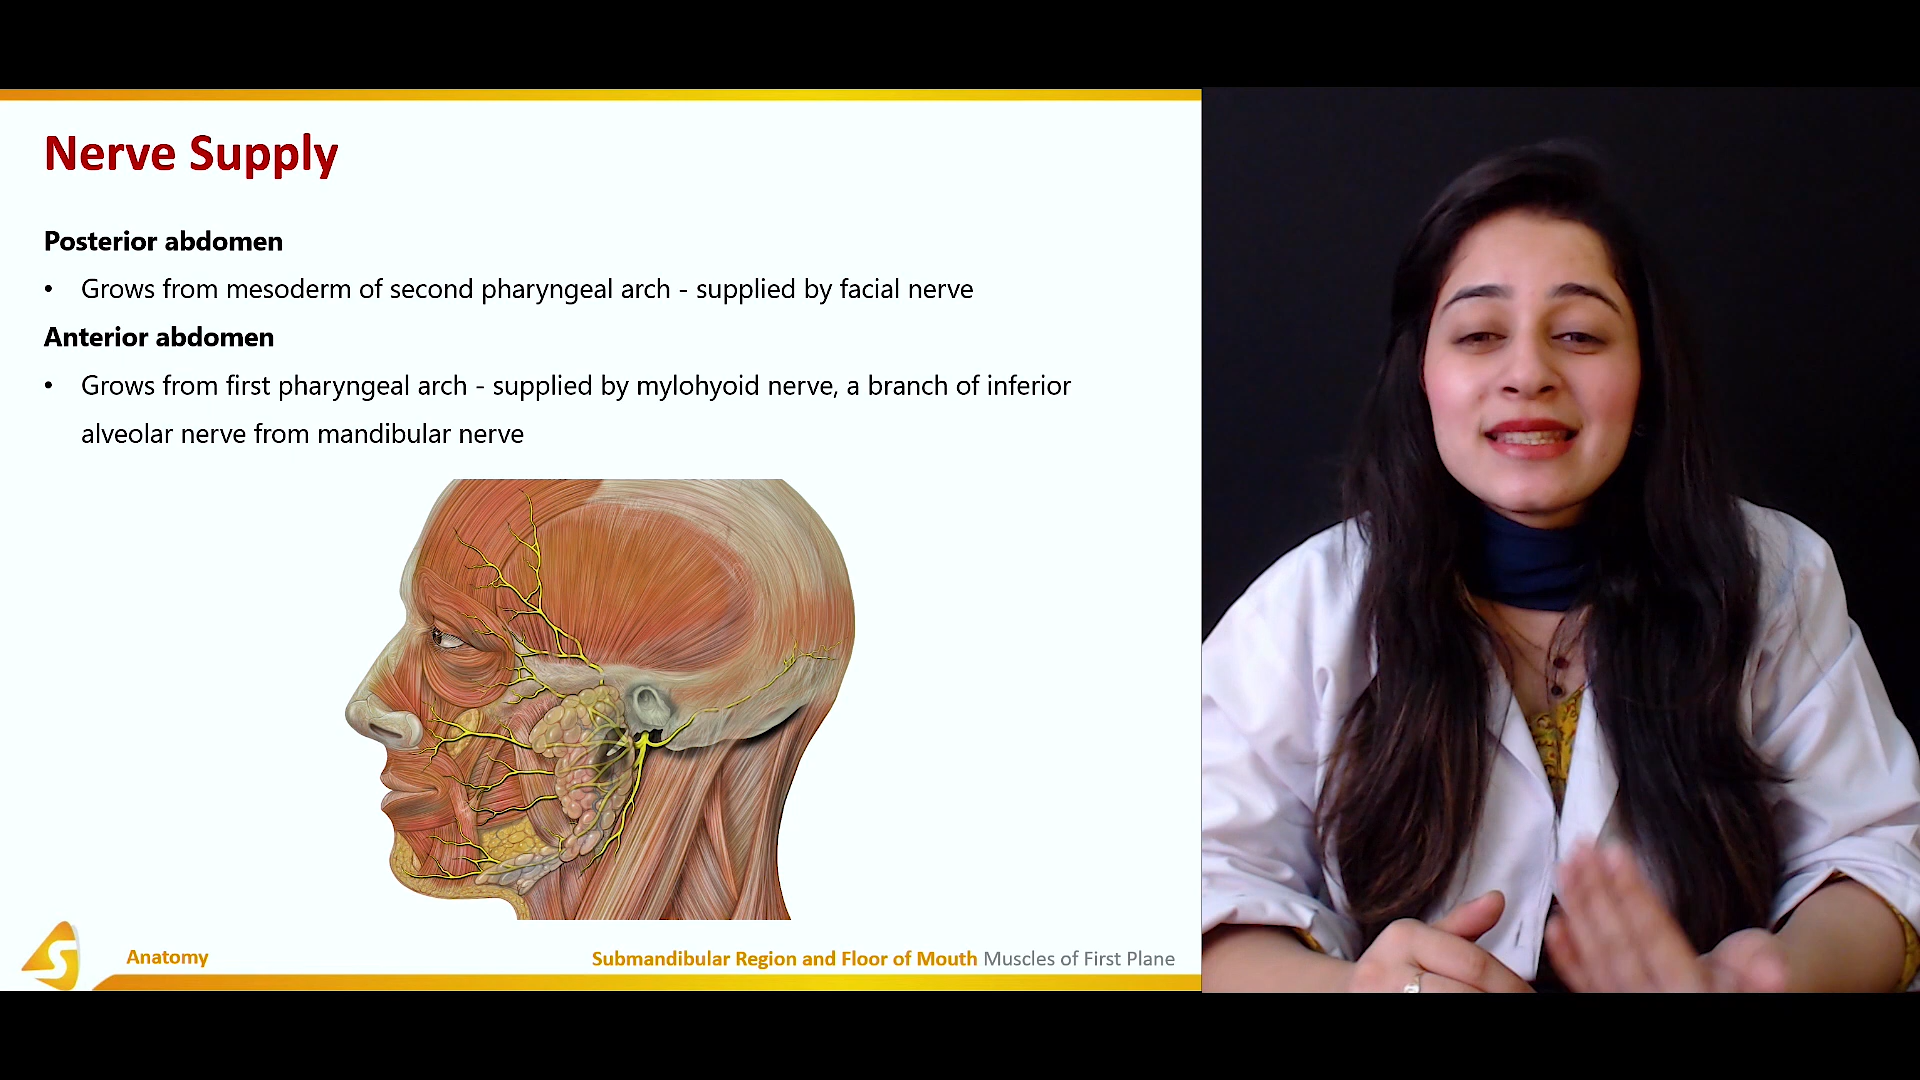 Nerve Supply
Posterior abdomen
• Grows from mesoderm of second pharyngeal arch - supplied by facial nerve
Anterior abdomen
• Grows from first pharyngeal arch - supplied by mylohyoid nerve, a branch of inferior
alveolar nerve from mandibular nerve
Anatomy
Submandibular Region and Floor of Mouth Muscles of First Plane